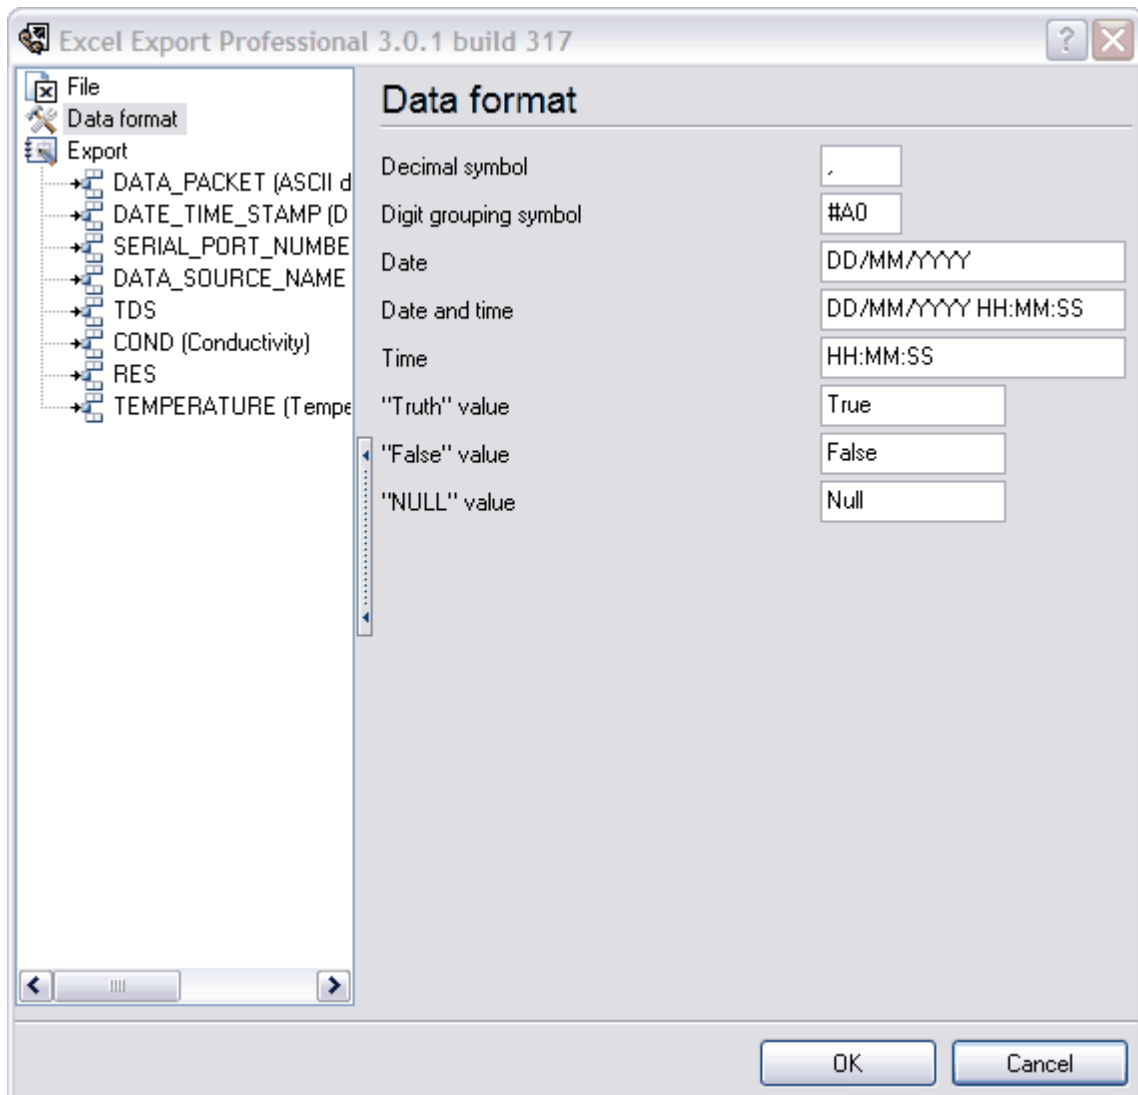 Excel Export Professional 3.0.1 build 317
File
Data format
Export
DATA_PACKET (ASCII d
DATE_TIME_STAMP (D
SERIAL_PORT_NUMBE
DATA_SOURCE_NAME
TDS
COND (Conductivity)
RES
TEMPERATURE (Tempe
Data format
Decimal symbol ,
Digit grouping symbol #A0
Date DD/MM/YYYY
Date and time DD/MM/YYYY HH:MM:SS
Time HH:MM:SS
"Truth" value True
"False" value False
"NULL" value Null
OK Cancel